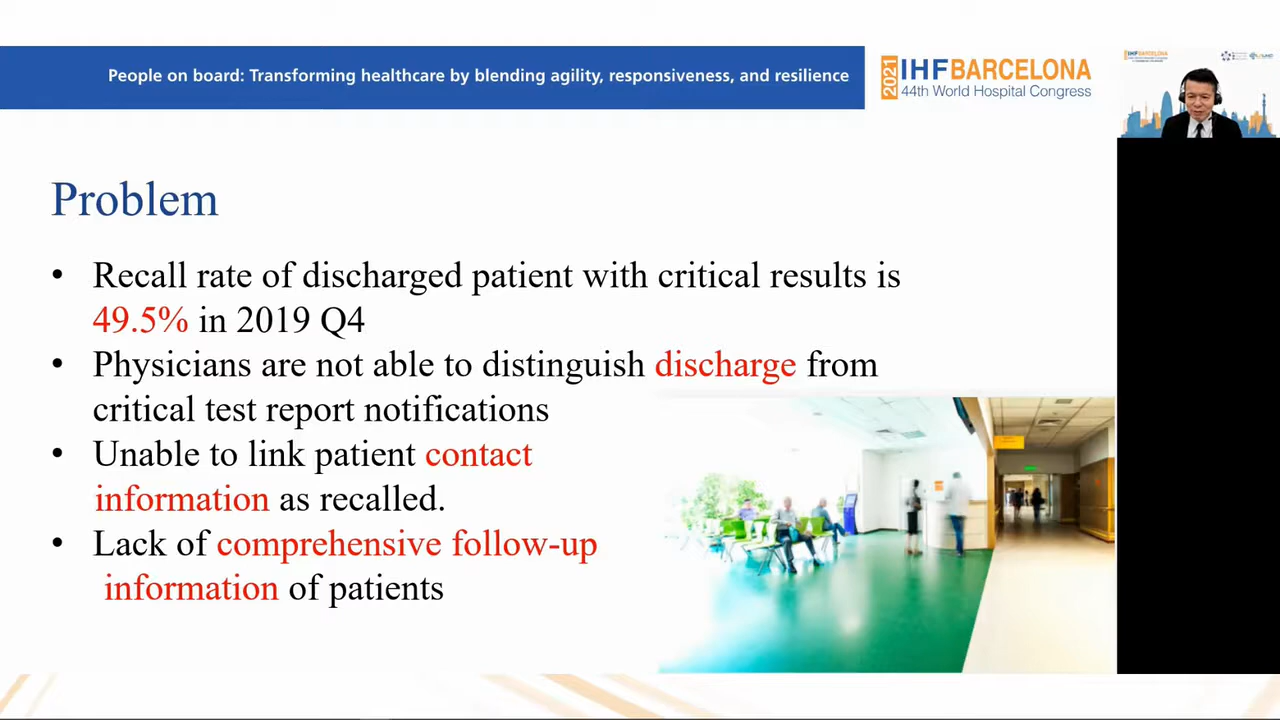 People on board: Transforming healthcare by blending agility, responsiveness, and resilience
2021
IHFBARCELONA
44th World Hospital Congress
IHFBARCELONA
Problem
• Recall rate of discharged patient with critical results is
49.5% in 2019 Q4
• Physicians are not able to distinguish discharge from
critical test report notifications
• Unable to link patient contact
information as recalled.
• Lack of comprehensive follow-up
information of patients